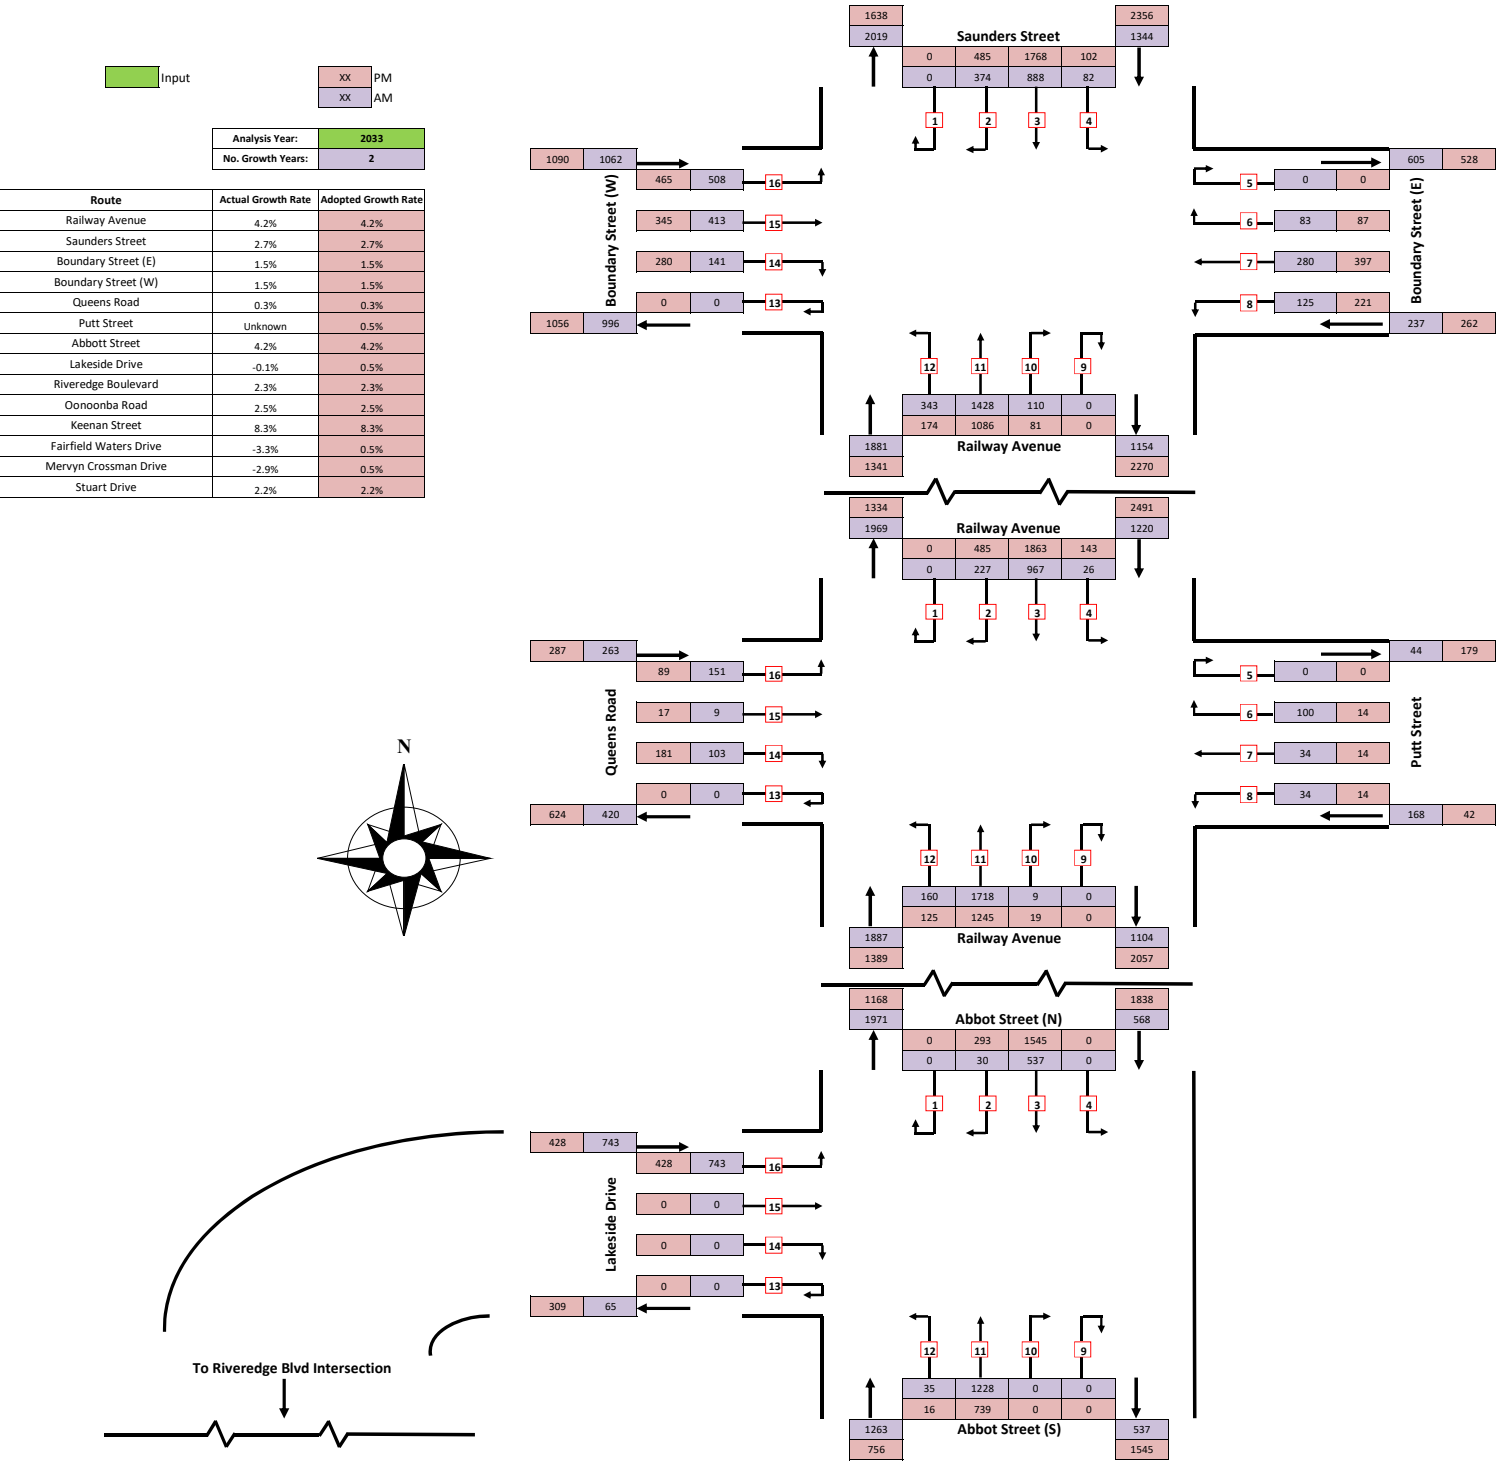 Input
XX PM
XX AM
Analysis Year: 2033
No. Growth Years: 2
Route Actual Growth Rate Adopted Growth Rate
Railway Avenue 4.2% 4.2%
Saunders Street 2.7% 2.7%
Boundary Street (E) 1.5% 1.5%
Boundary Street (W) 1.5% 1.5%
Queens Road 0.3% 0.3%
Putt Street Unknown 0.5%
Abbott Street 4.2% 4.2%
Lakeside Drive -0.1% 0.5%
Riveredge Boulevard 2.3% 2.3%
Oonoonba Road 2.5% 2.5%
Keenan Street 8.3% 8.3%
Fairfield Waters Drive -3.3% 0.5%
Mervyn Crossman Drive -2.9% 0.5%
Stuart Drive 2.2% 2.2%
1638 2356
2019 Saunders Street 1344
0 485 1768 102
0 374 888 82
1 2 3 4
1090 1062 605 528
465 508 16 5 0 0
345 413 15 6 83 87
280 141 14 7 280 397
0 0 13 8 125 221
1056 996 237 262
Boundary Street (W)
Boundary Street (E)
12 11 10 9
343 1428 110 0
174 1086 81 0
1881 Railway Avenue 1154
1341 2270
1334 2491
1969 Railway Avenue 1220
0 485 1863 143
0 227 967 26
1 2 3 4
287 263 44 179
89 151 16 5 0 0
17 9 15 6 100 14
181 103 14 7 34 14
0 0 13 8 34 14
624 420 168 42
Queens Road
Putt Street
N
12 11 10 9
160 1718 9 0
125 1245 19 0
1887 Railway Avenue 1104
1389 2057
1168 1838
1971 Abbot Street (N) 568
0 293 1545 0
0 30 537 0
1 2 3 4
428 743
428 743 16
0 0 15
0 0 14
0 0 13
309 65
Lakeside Drive
To Riveredge Blvd Intersection
12 11 10 9
35 1228 0 0
16 739 0 0
1263 Abbot Street (S) 537
756 1545